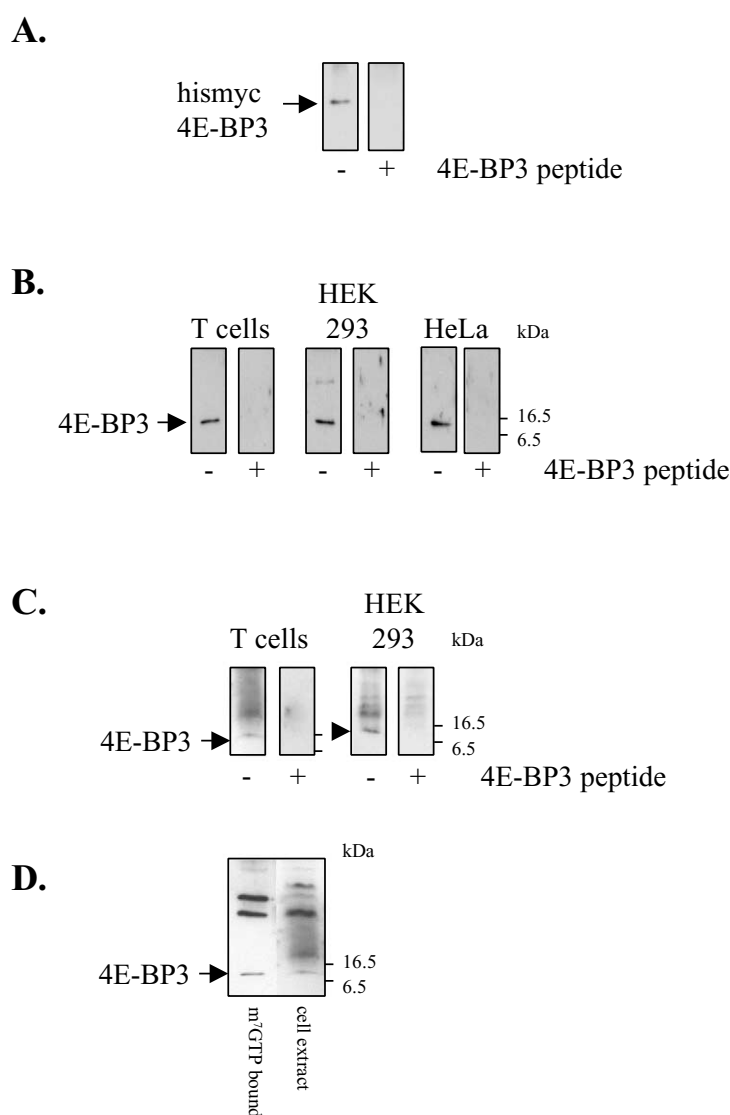 A.
hismyc
4E-BP3
- + 4E-BP3 peptide
B.
T cells HEK 293 HeLa kDa
4E-BP3
16.5
6.5
- + - + - + 4E-BP3 peptide
C.
T cells HEK 293 kDa
4E-BP3
16.5
6.5
- + - + 4E-BP3 peptide
D.
kDa
4E-BP3
16.5
6.5
m⁷GTP bound
cell extract